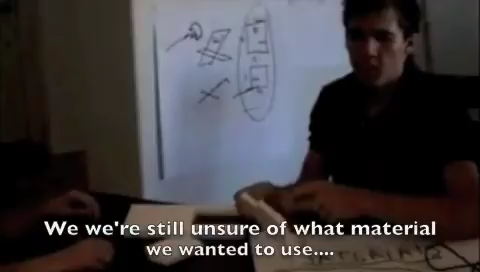 We we're still unsure of what material
we wanted to use....